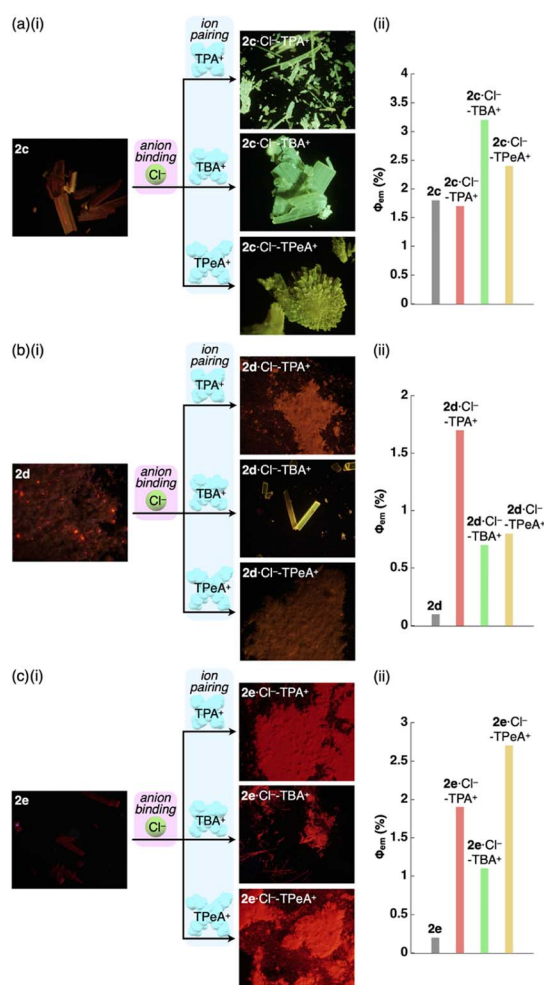 (a)(i)
ion
pairing
TPA⁺
2c·Cl⁻-TPA⁺
2c
anion
binding
Cl⁻
TBA⁺
2c·Cl⁻-TBA⁺
TPeA⁺
2c·Cl⁻-TPeA⁺
(ii)
Φem (%)
4
3.5
3
2.5
2
1.5
1
0.5
0
2c
2c·Cl⁻
-TPA⁺
2c·Cl⁻
-TBA⁺
2c·Cl⁻
-TPeA⁺
(b)(i)
ion
pairing
TPA⁺
2d·Cl⁻-TPA⁺
2d
anion
binding
Cl⁻
TBA⁺
2d·Cl⁻-TBA⁺
TPeA⁺
2d·Cl⁻-TPeA⁺
(ii)
Φem (%)
2
1.5
1
0.5
0
2d
2d·Cl⁻
-TPA⁺
2d·Cl⁻
-TBA⁺
2d·Cl⁻
-TPeA⁺
(c)(i)
ion
pairing
TPA⁺
2e·Cl⁻-TPA⁺
2e
anion
binding
Cl⁻
TBA⁺
2e·Cl⁻-TBA⁺
TPeA⁺
2e·Cl⁻-TPeA⁺
(ii)
Φem (%)
3
2.5
2
1.5
1
0.5
0
2e
2e·Cl⁻
-TPA⁺
2e·Cl⁻
-TBA⁺
2e·Cl⁻
-TPeA⁺